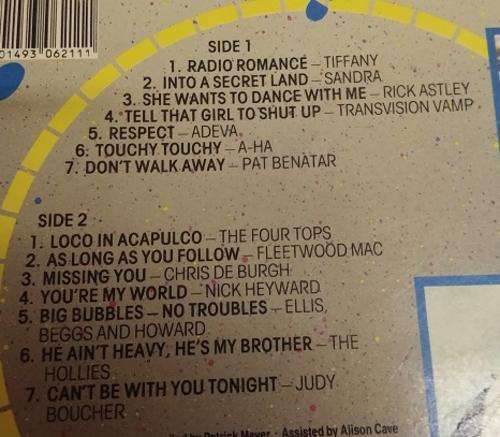 01493 062111
SIDE 1
1. RADIO ROMANCE – TIFFANY
2. INTO A SECRET LAND – SANDRA
3. SHE WANTS TO DANCE WITH ME – RICK ASTLEY
4. TELL THAT GIRL TO SHUT UP – TRANSVISION VAMP
5. RESPECT – ADEVA
6. TOUCHY TOUCHY – A-HA
7. DON'T WALK AWAY – PAT BENATAR
SIDE 2
1. LOCO IN ACAPULCO – THE FOUR TOPS
2. AS LONG AS YOU FOLLOW – FLEETWOOD MAC
3. MISSING YOU – CHRIS DE BURGH
4. YOU'RE MY WORLD – NICK HEYWARD
5. BIG BUBBLES – NO TROUBLES – ELLIS,
BEGGS AND HOWARD
6. HE AIN'T HEAVY, HE'S MY BROTHER – THE
HOLLIES
7. CAN'T BE WITH YOU TONIGHT – JUDY
BOUCHER
by Patrick Meyer · Assisted by Alison Cave